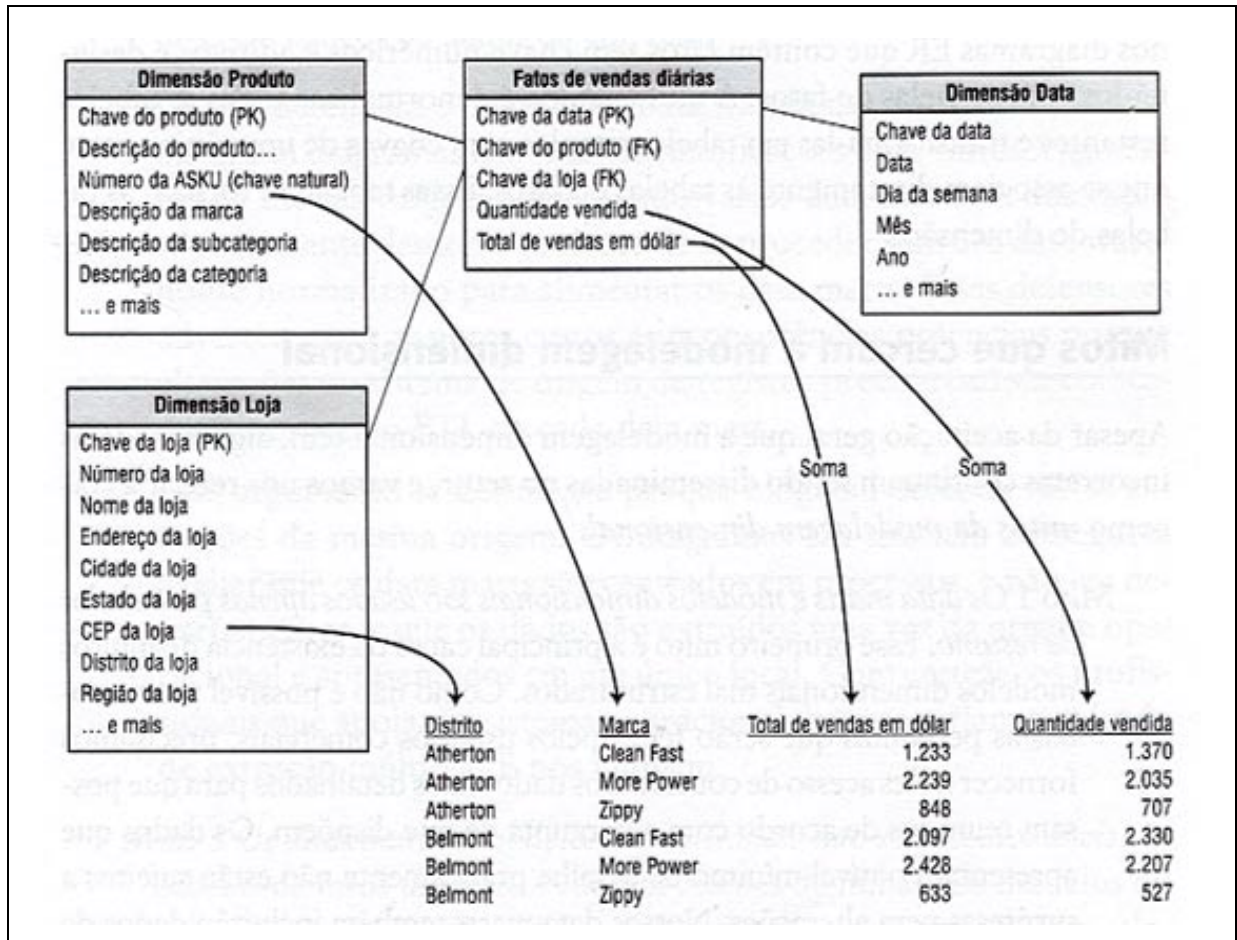 Dimensão Produto
Chave do produto (PK)
Descrição do produto...
Número da ASKU (chave natural)
Descrição da marca
Descrição da subcategoria
Descrição da categoria
... e mais
Fatos de vendas diárias
Chave da data (PK)
Chave do produto (FK)
Chave da loja (FK)
Quantidade vendida
Total de vendas em dólar
Dimensão Data
Chave da data
Data
Dia da semana
Mês
Ano
... e mais
Dimensão Loja
Chave da loja (PK)
Número da loja
Nome da loja
Endereço da loja
Cidade da loja
Estado da loja
CEP da loja
Distrito da loja
Região da loja
... e mais
Soma Soma
Distrito Marca Total de vendas em dólar Quantidade vendida
Atherton Clean Fast 1.233 1.370
Atherton More Power 2.239 2.035
Atherton Zippy 848 707
Belmont Clean Fast 2.097 2.330
Belmont More Power 2.428 2.207
Belmont Zippy 633 527